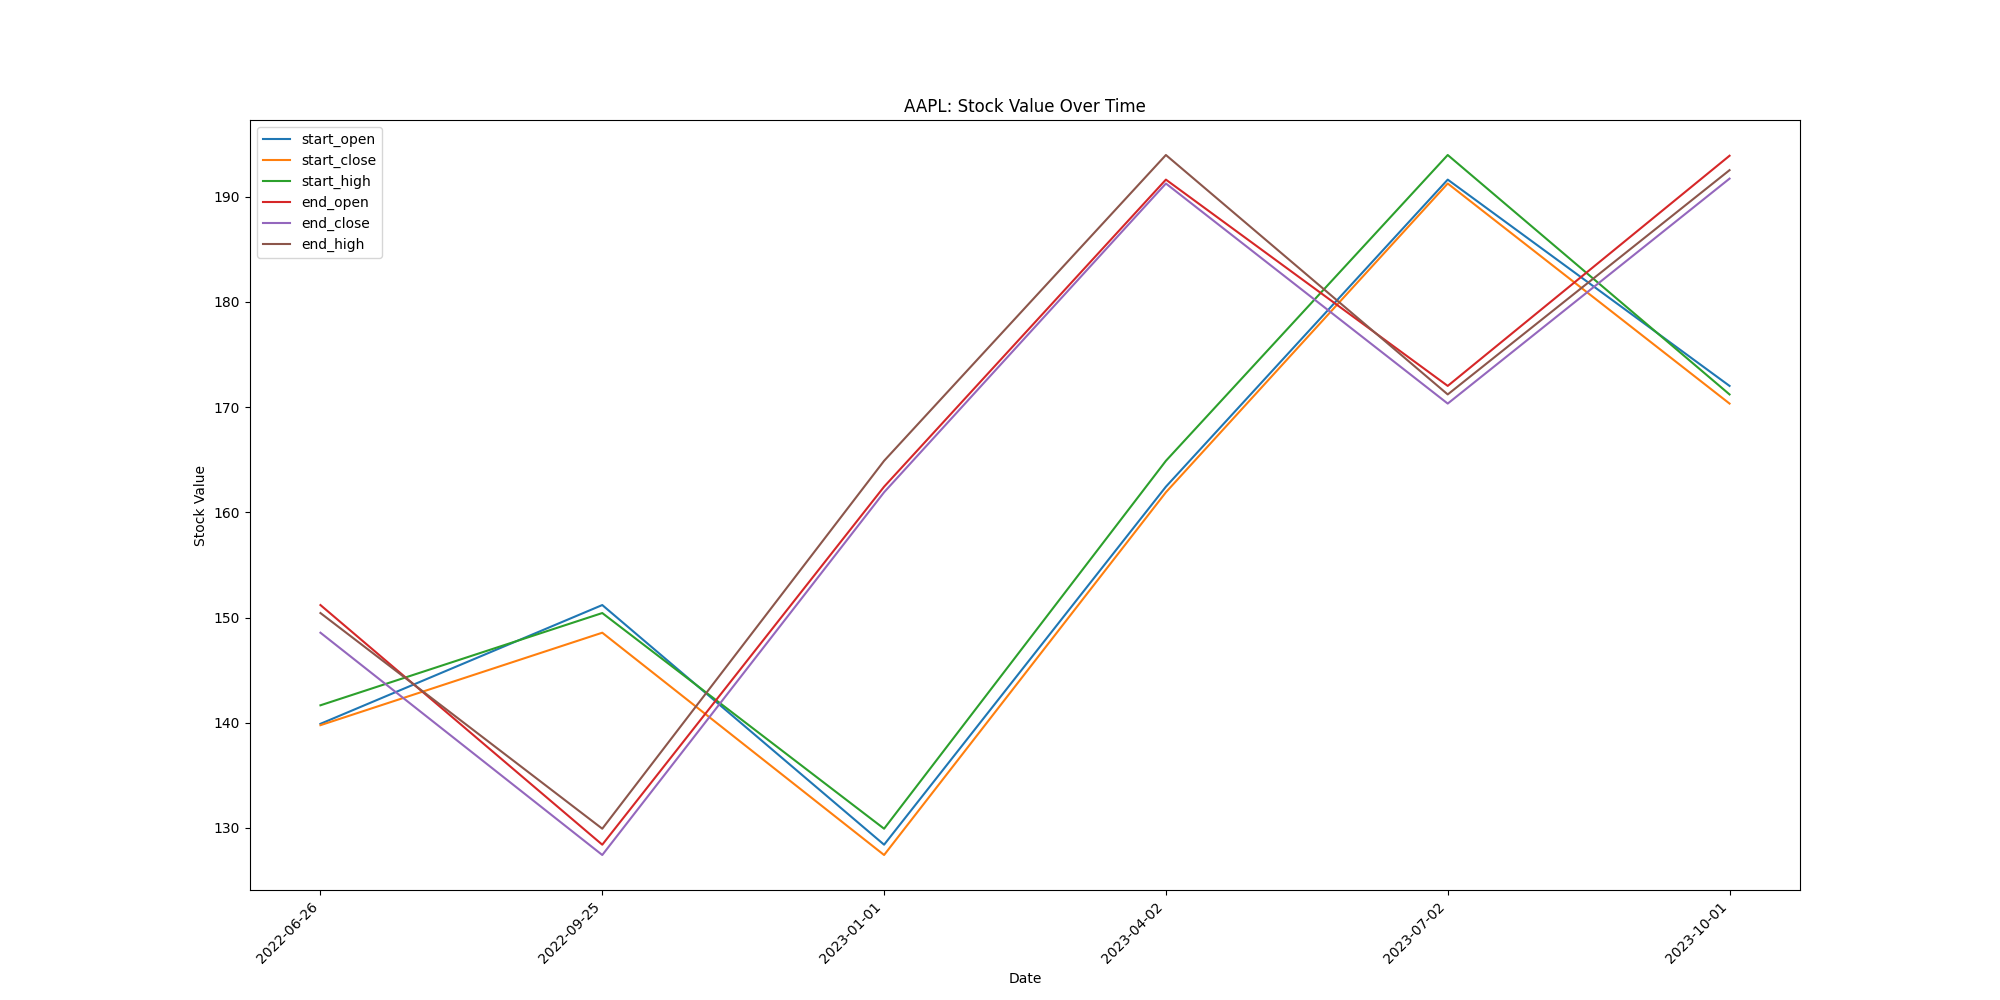 AAPL: Stock Value Over Time
start_open
start_close
start_high
end_open
end_close
end_high
Stock Value
190
180
170
160
150
140
130
2022-06-26
2022-09-25
2023-01-01
2023-04-02
2023-07-02
2023-10-01
Date